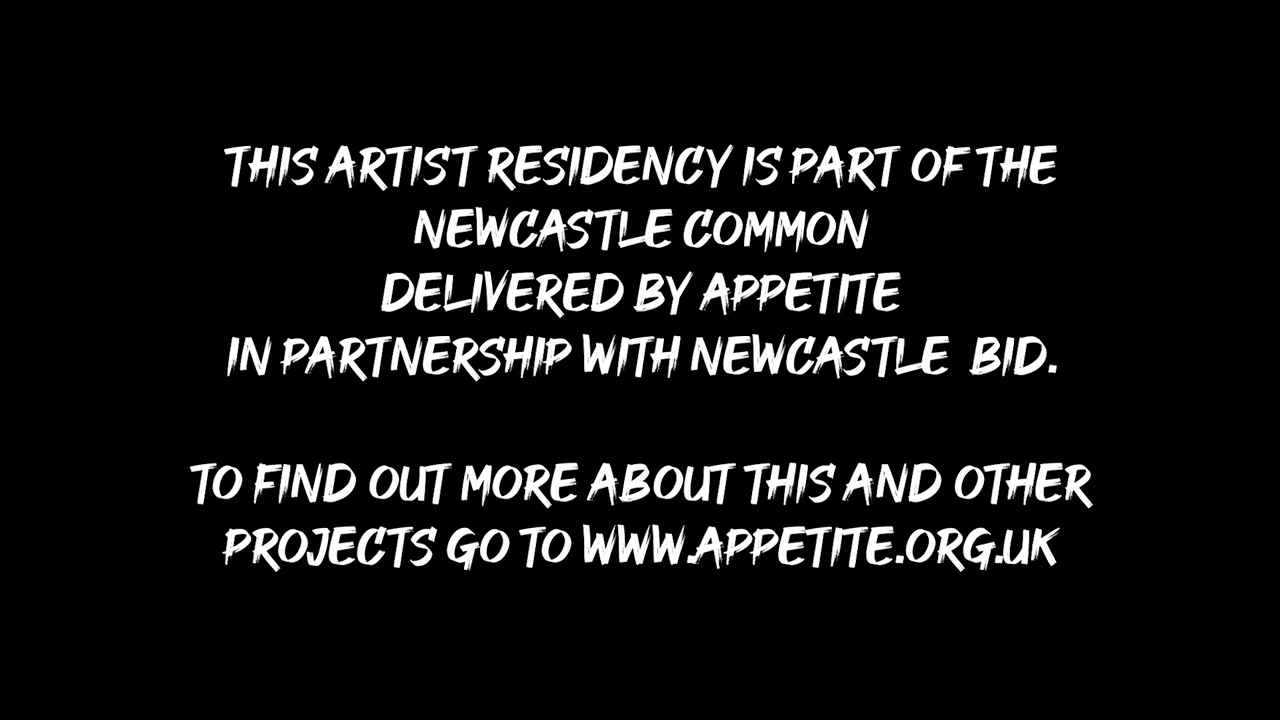 THIS ARTIST RESIDENCY IS PART OF THE
NEWCASTLE COMMON
DELIVERED BY APPETITE
IN PARTNERSHIP WITH NEWCASTLE BID.
TO FIND OUT MORE ABOUT THIS AND OTHER
PROJECTS GO TO WWW.APPETITE.ORG.UK